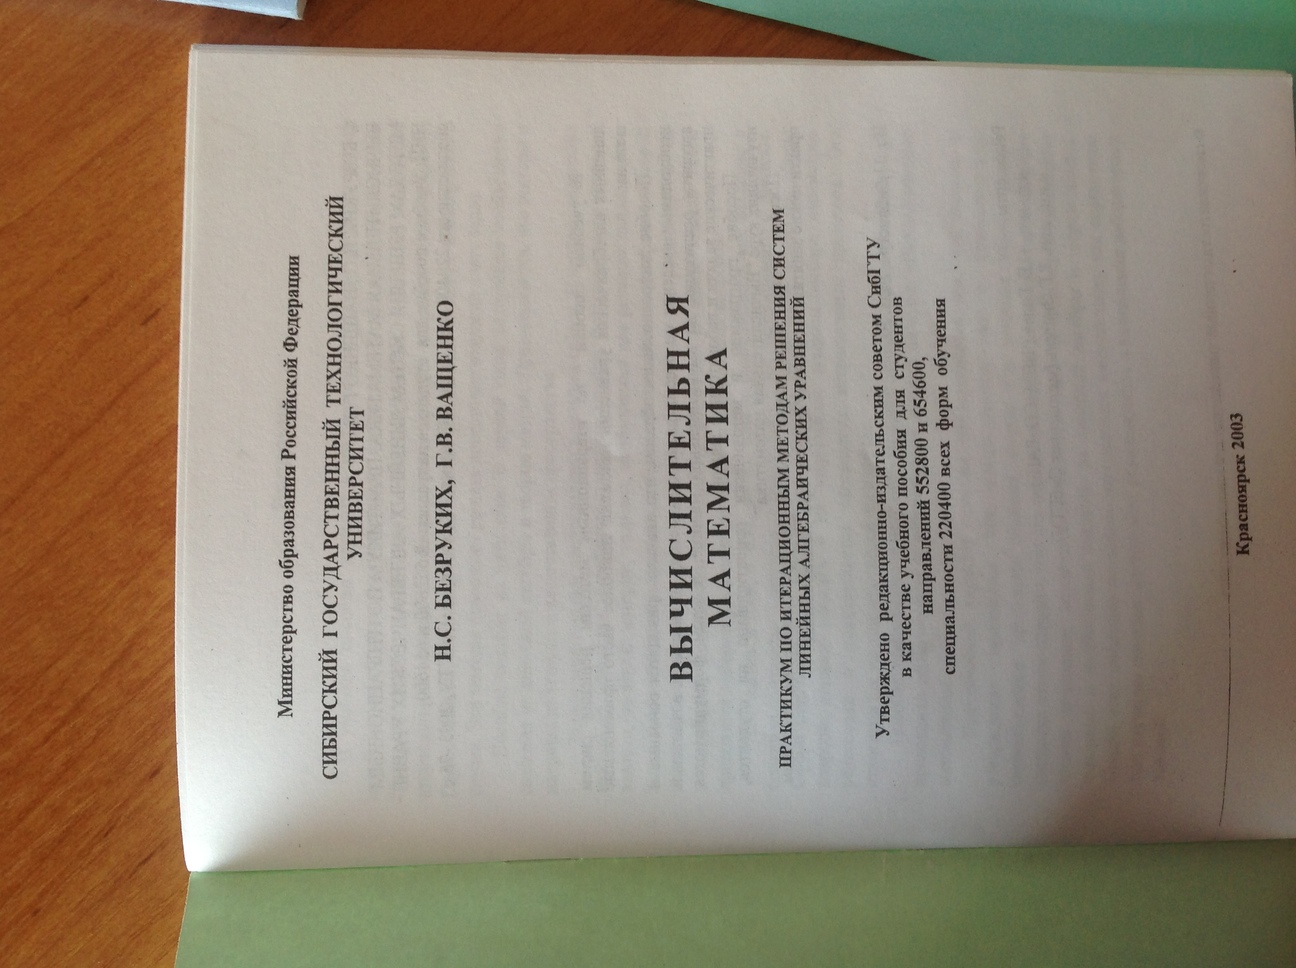 Министерство образования Российской Федерации
СИБИРСКИЙ ГОСУДАРСТВЕННЫЙ ТЕХНОЛОГИЧЕСКИЙ
УНИВЕРСИТЕТ
Н.С. БЕЗРУКИХ, Г.В. ВАЩЕНКО
ВЫЧИСЛИТЕЛЬНАЯ
МАТЕМАТИКА
ПРАКТИКУМ ПО ИТЕРАЦИОННЫМ МЕТОДАМ РЕШЕНИЯ СИСТЕМ
ЛИНЕЙНЫХ АЛГЕБРАИЧЕСКИХ УРАВНЕНИЙ
Утверждено редакционно-издательским советом СибГТУ
в качестве учебного пособия для студентов
направлений 552800 и 654600,
специальности 220400 всех форм обучения
Красноярск 2003